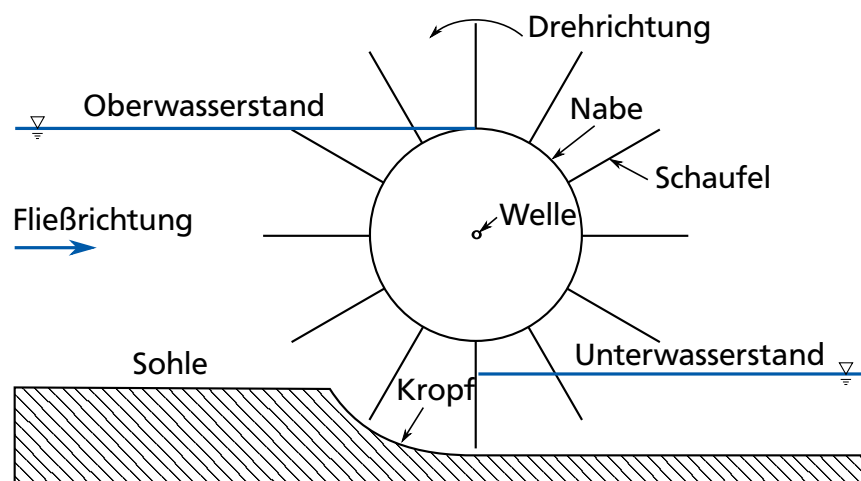 Drehrichtung
Oberwasserstand
Nabe
Schaufel
Welle
Fließrichtung
Unterwasserstand
Sohle
Kropf